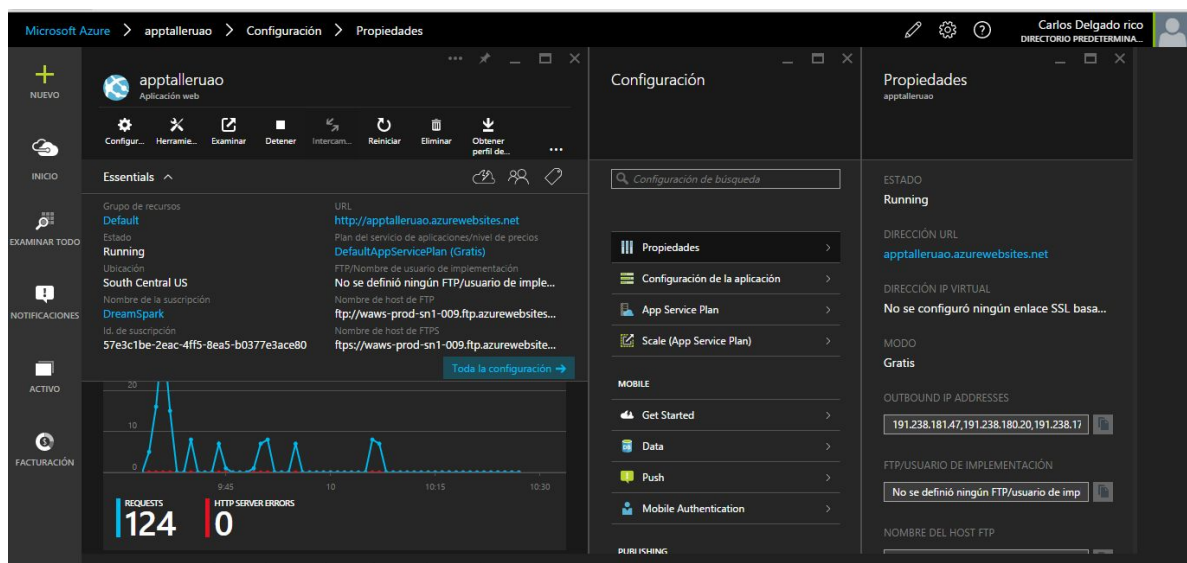 Microsoft Azure > apptalleruao > Configuración > Propiedades
Carlos Delgado rico
DIRECTORIO PREDETERMINA...
NUEVO
INICIO
EXAMINAR TODO
NOTIFICACIONES
ACTIVO
FACTURACIÓN
apptalleruao
Aplicación web
Configur... Herramie... Examinar Detener Intercam... Reiniciar Eliminar Obtener perfil de... ...
Essentials
Grupo de recursos
Default
Estado
Running
Ubicación
South Central US
Nombre de la suscripción
DreamSpark
Id. de suscripción
57e3c1be-2eac-4ff5-8ea5-b0377e3ace80
URL
http://apptalleruao.azurewebsites.net
Plan del servicio de aplicaciones/nivel de precios
DefaultAppServicePlan (Gratis)
FTP/Nombre de usuario de implementación
No se definió ningún FTP/usuario de imple...
Nombre de host de FTP
ftp://waws-prod-sn1-009.ftp.azurewebsites...
Nombre de host de FTPS
ftps://waws-prod-sn1-009.ftp.azurewebsite...
Toda la configuración →
20
10
0
9:45 10 10:15 10:30
REQUESTS
124
HTTP SERVER ERRORS
0
Configuración
Configuración de búsqueda
Propiedades
Configuración de la aplicación
App Service Plan
Scale (App Service Plan)
MOBILE
Get Started
Data
Push
Mobile Authentication
PUBLISHING
Propiedades
apptalleruao
ESTADO
Running
DIRECCIÓN URL
apptalleruao.azurewebsites.net
DIRECCIÓN IP VIRTUAL
No se configuró ningún enlace SSL basa...
MODO
Gratis
OUTBOUND IP ADDRESSES
191.238.181.47,191.238.180.20,191.238.17
FTP/USUARIO DE IMPLEMENTACIÓN
No se definió ningún FTP/usuario de imp
NOMBRE DEL HOST FTP